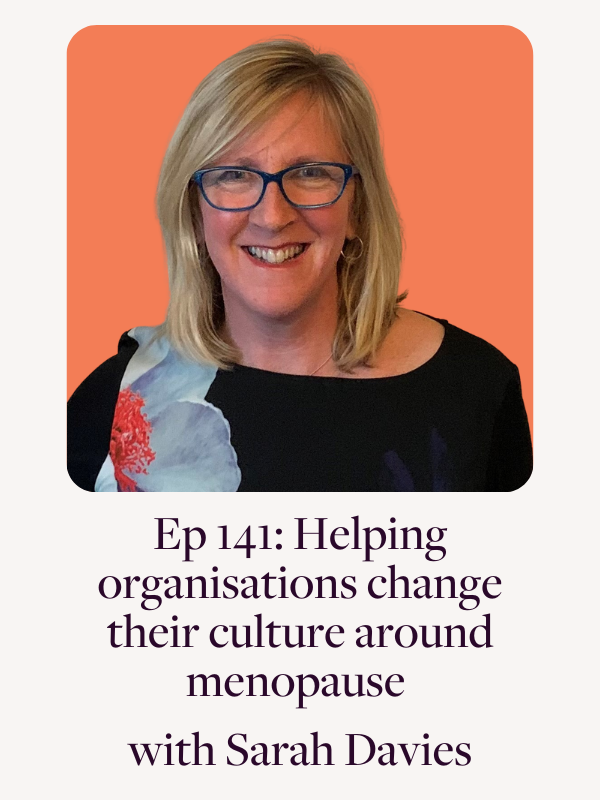 Ep 141: Helping
organisations change
their culture around
menopause
with Sarah Davies